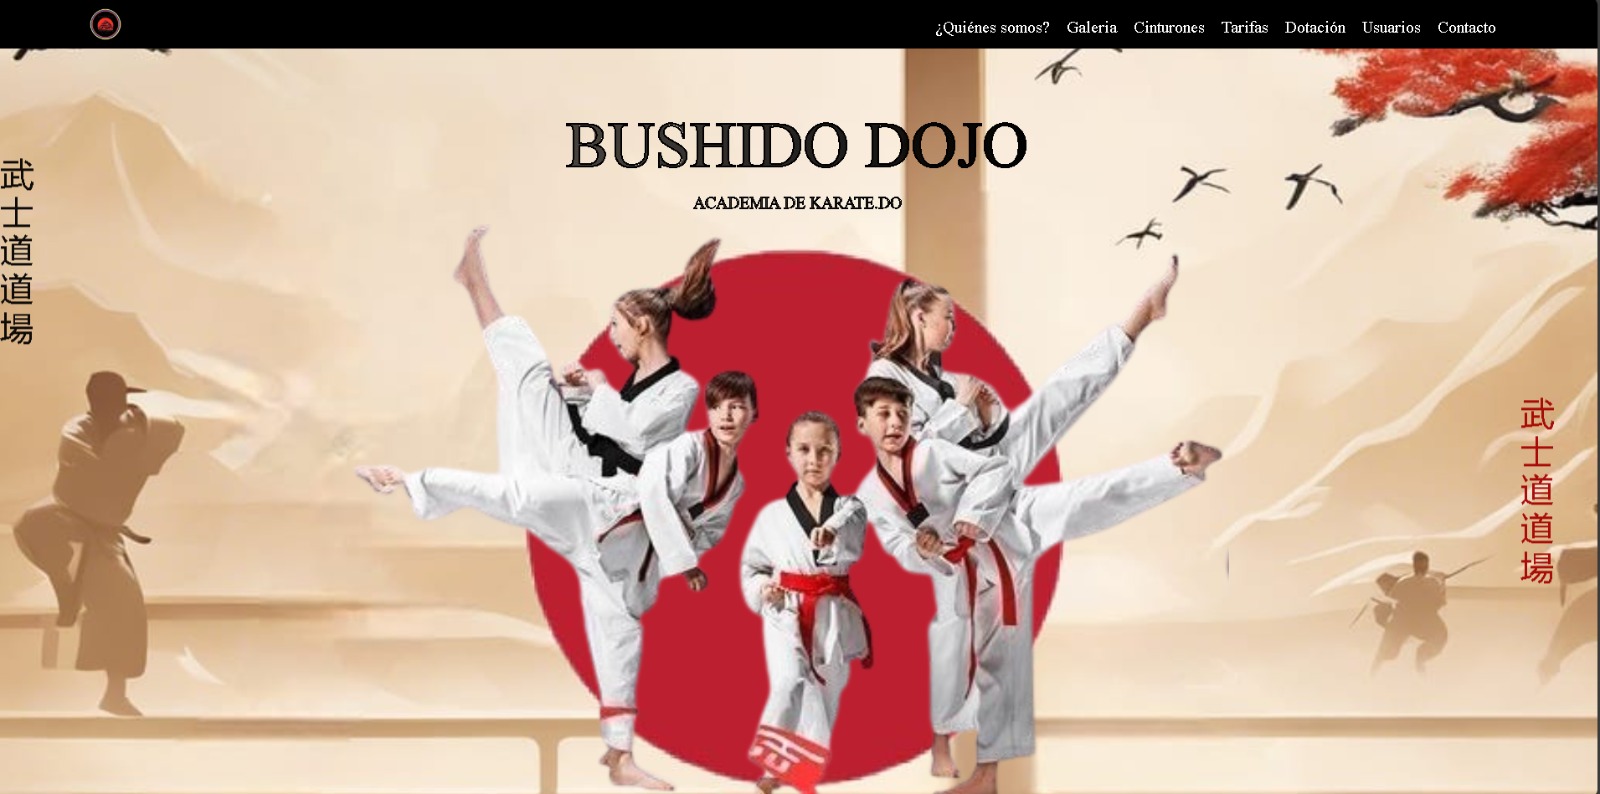 ¿Quiénes somos? Galeria Cinturones Tarifas Dotación Usuarios Contacto
BUSHIDO DOJO
ACADEMIA DE KARATE.DO
武士道道場
武士道道場